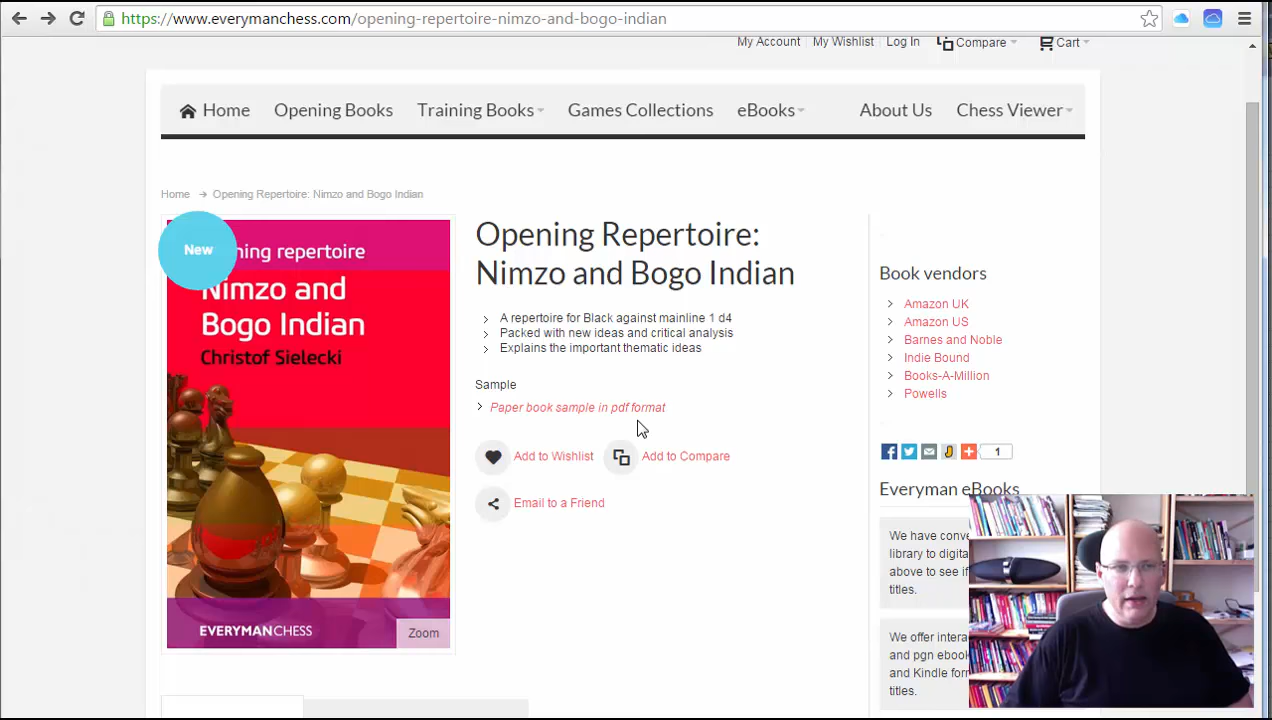 https://www.everymanchess.com/opening-repertoire-nimzo-and-bogo-indian
My Account My Wishlist Log In Compare Cart
Home Opening Books Training Books Games Collections eBooks About Us Chess Viewer
Home → Opening Repertoire: Nimzo and Bogo Indian
New
ning repertoire
Nimzo and
Bogo Indian
Christof Sielecki
EVERYMANCHESS
Zoom
Opening Repertoire:
Nimzo and Bogo Indian
A repertoire for Black against mainline 1 d4
Packed with new ideas and critical analysis
Explains the important thematic ideas
Sample
Paper book sample in pdf format
Add to Wishlist Add to Compare
Email to a Friend
Book vendors
Amazon UK
Amazon US
Barnes and Noble
Indie Bound
Books-A-Million
Powells
1
Everyman eBooks
We have conve
library to digita
above to see if
titles.
We offer intera
and pgn ebook
and Kindle form
titles.